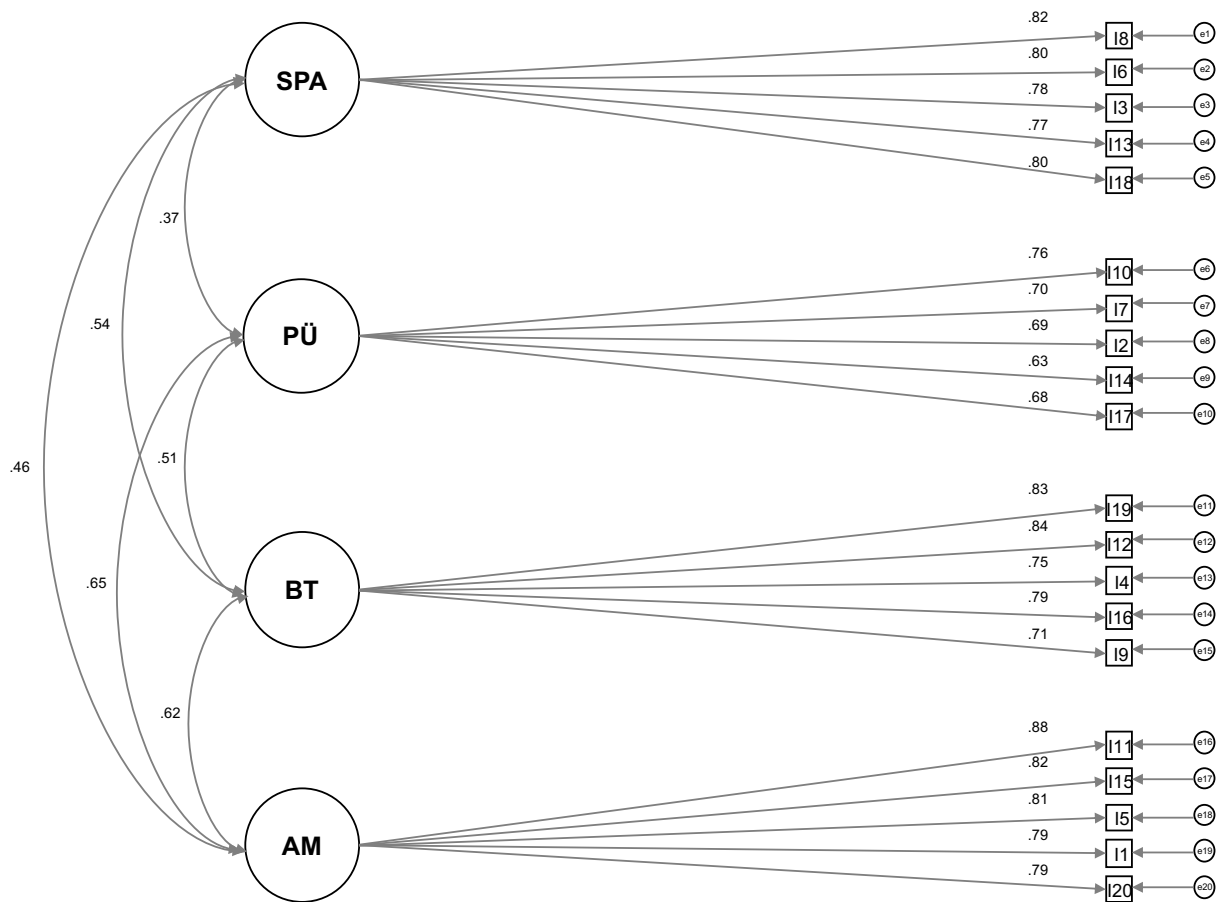 SPA
.82
I8
e1
.80
I6
e2
.78
I3
e3
.77
I13
e4
.80
I18
e5
.37
.54
PÜ
.76
I10
e6
.70
I7
e7
.69
I2
e8
.63
I14
e9
.68
I17
e10
.46
.51
.65
BT
.83
I19
e11
.84
I12
e12
.75
I4
e13
.79
I16
e14
.71
I9
e15
.62
AM
.88
I11
e16
.82
I15
e17
.81
I5
e18
.79
I1
e19
.79
I20
e20